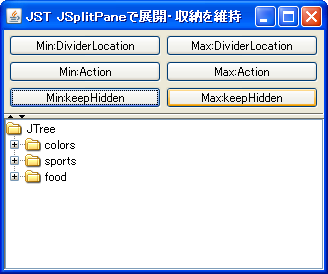 JST JSplitPaneで展開・収納を維持
Min:DividerLocation Max:DividerLocation
Min:Action Max:Action
Min:keepHidden Max:keepHidden
JTree
colors
sports
food